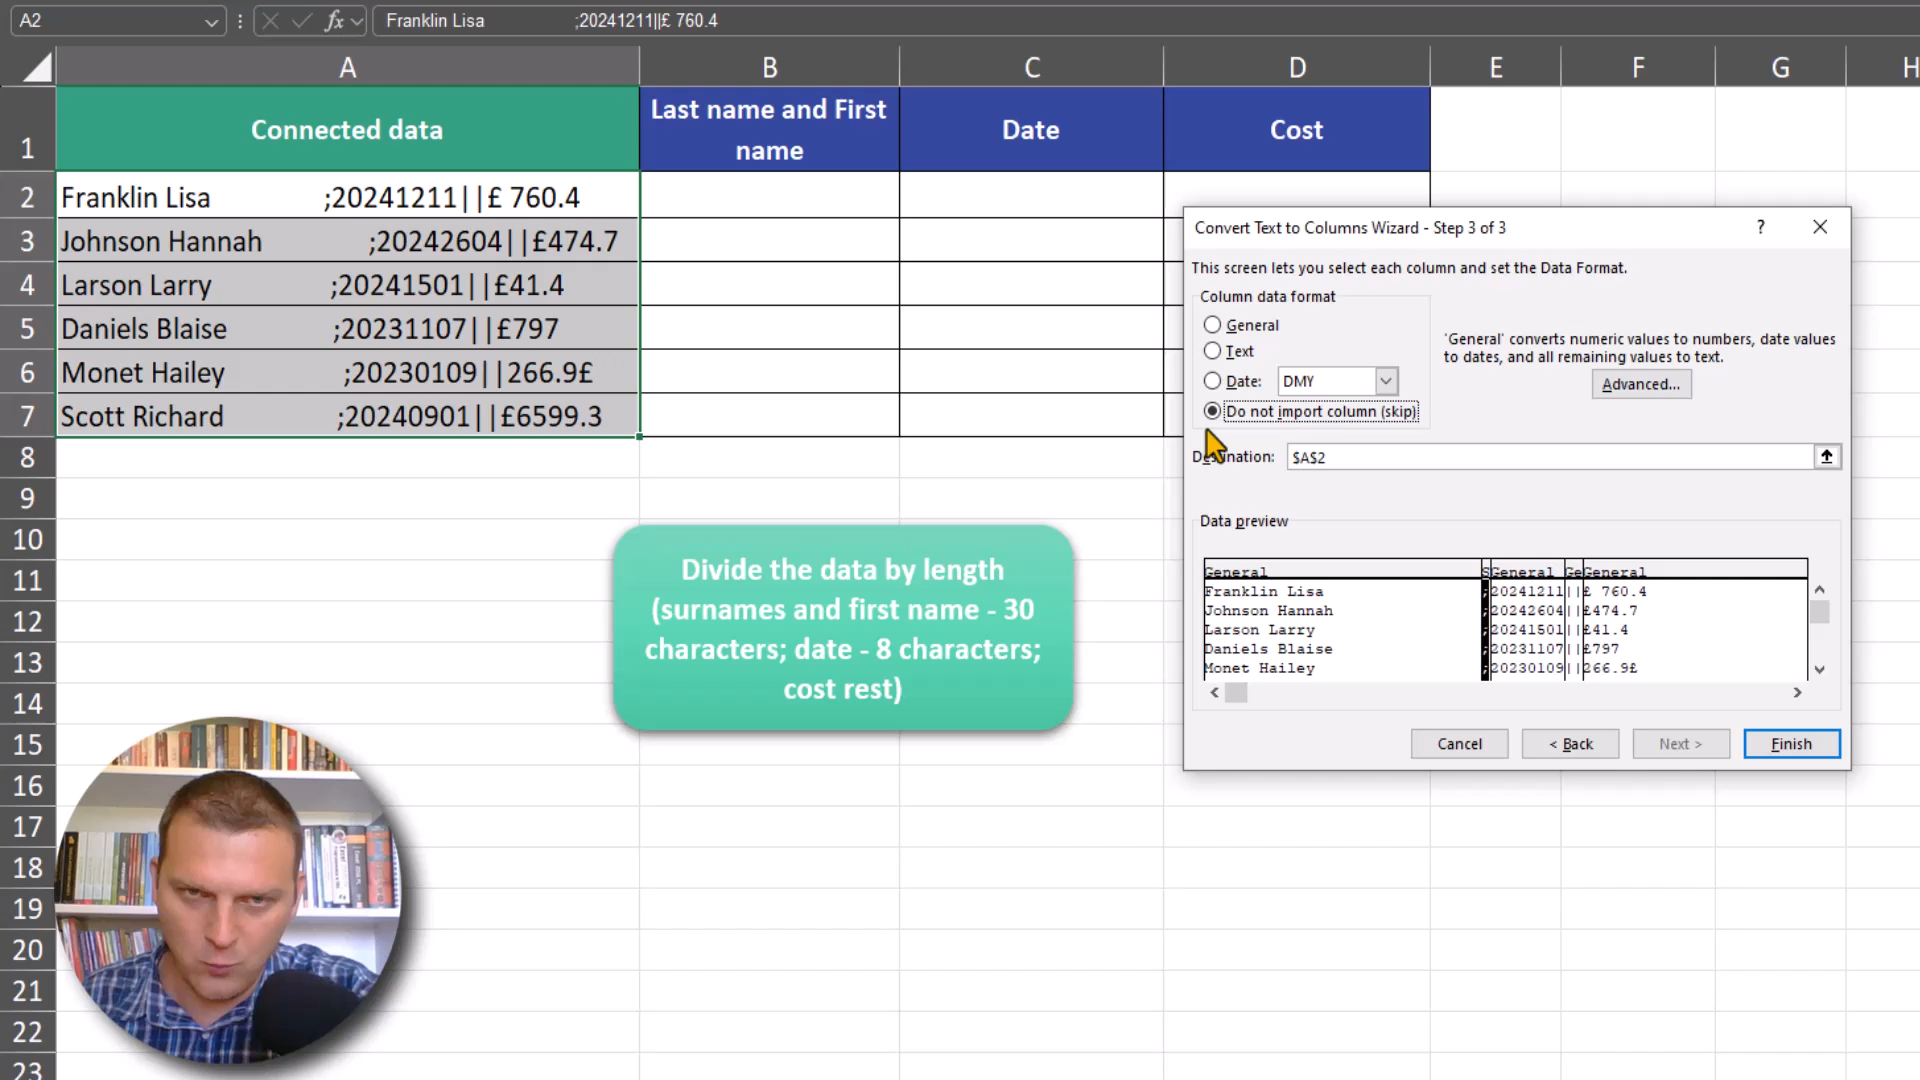 A2
fx
Franklin Lisa ;20241211||£ 760.4
A B C D E F G H
1 Connected data Last name and First name Date Cost
2 Franklin Lisa ;20241211||£ 760.4
3 Johnson Hannah ;20242604||£474.7
4 Larson Larry ;20241501||£41.4
5 Daniels Blaise ;20231107||£797
6 Monet Hailey ;20230109||266.9£
7 Scott Richard ;20240901||£6599.3
8
9
10
11
12
13
14
15
16
17
18
19
20
21
22
23
Divide the data by length
(surnames and first name - 30
characters; date - 8 characters;
cost rest)
Convert Text to Columns Wizard - Step 3 of 3 ?
This screen lets you select each column and set the Data Format.
Column data format
General
Text
Date: DMY
Do not import column (skip)
'General' converts numeric values to numbers, date values
to dates, and all remaining values to text.
Advanced...
Destination: $A$2
Data preview
General S General Ge General
Franklin Lisa ;20241211||£ 760.4
Johnson Hannah ;20242604||£474.7
Larson Larry ;20241501||£41.4
Daniels Blaise ;20231107||£797
Monet Hailey ;20230109||266.9£
Cancel < Back Next > Finish